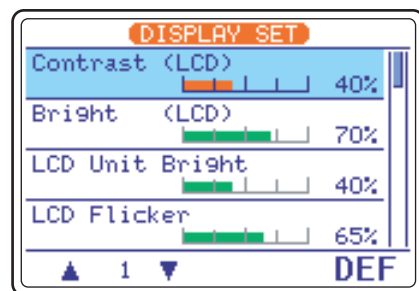 DISPLAY SET
Contrast (LCD)
40%
Bright (LCD)
70%
LCD Unit Bright
40%
LCD Flicker
65%
▲ 1 ▼ DEF